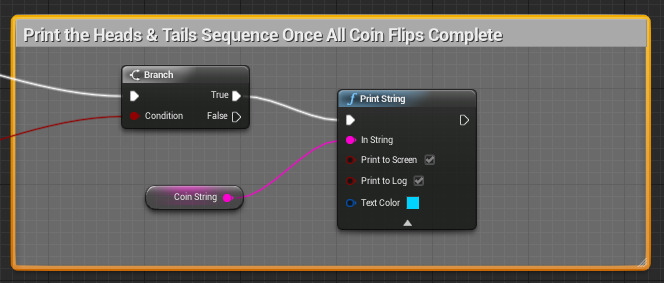 Print the Heads & Tails Sequence Once All Coin Flips Complete
Branch
True
Condition
False
Print String
In String
Print to Screen
Print to Log
Text Color
Coin String